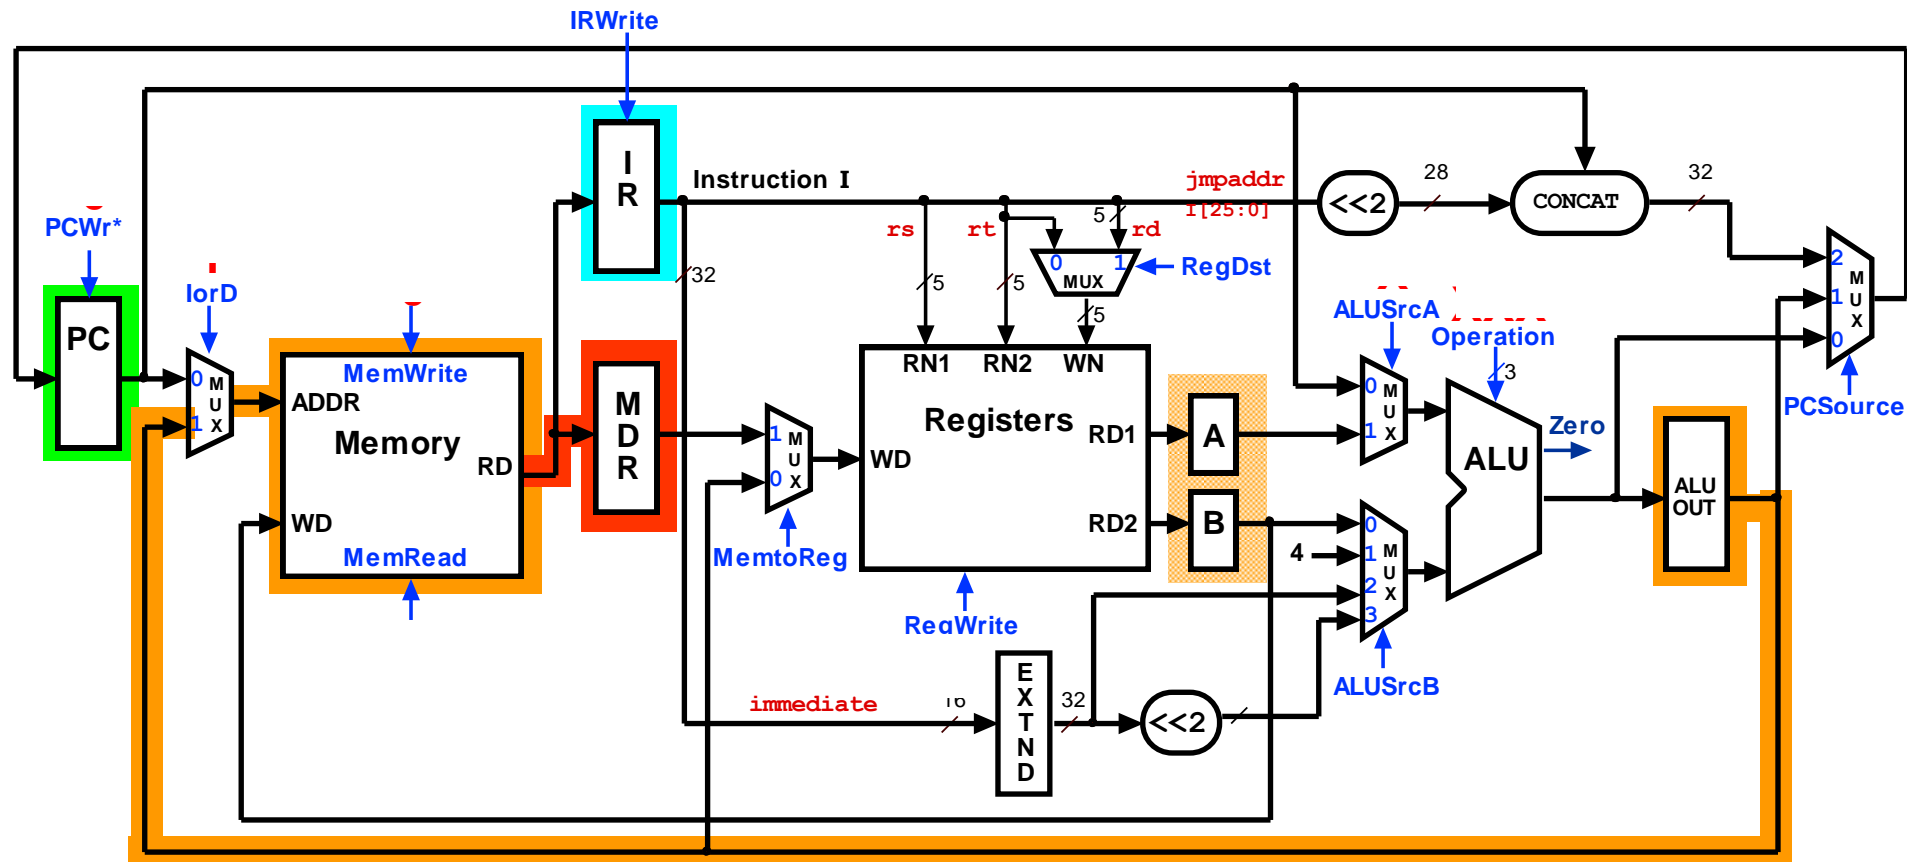 IRWrite
I
R
Instruction I
jmpaddr
I[25:0]
<<2
28
CONCAT
32
PCWr*
rs
rt
5
rd
0 1
MUX
RegDst
32
5
5
5
2
1
0
M
U
X
PCSource
PC
IorD
0
1
M
U
X
MemWrite
ADDR
Memory
RD
WD
MemRead
M
D
R
1
0
M
U
X
MemtoReg
RN1 RN2 WN
Registers
RD1
WD
RD2
RegWrite
A
B
ALUSrcA
0
1
M
U
X
Operation
3
4
0
1
2
3
M
U
X
ALUSrcB
ALU
Zero
ALU
OUT
immediate
16
E
X
T
N
D
32
<<2